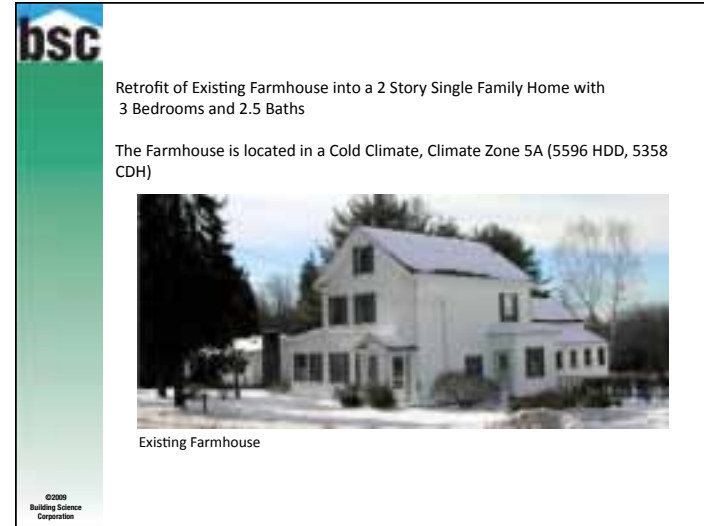 bsc
Retrofit of Existing Farmhouse into a 2 Story Single Family Home with
3 Bedrooms and 2.5 Baths
The Farmhouse is located in a Cold Climate, Climate Zone 5A (5596 HDD, 5358
CDH)
Existing Farmhouse
©2009
Building Science
Corporation